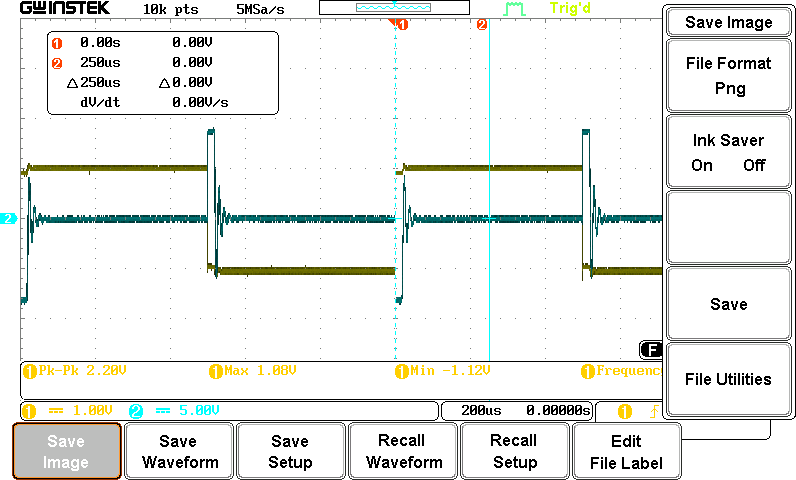 GWINSTEK 10k pts 5MSa/s Trig'd
1 2
1 0.00s 0.00V
2 250us 0.00V
△250us △0.00V
dV/dt 0.00V/s
Save Image
File Format
Png
Ink Saver
On Off
Save
File Utilities
2
F
1 Pk-Pk 2.20V 1 Max 1.08V 1 Min -1.12V 1 Frequenc
1 1.00V 2 5.00V 200us 0.00000s 1
Save
Image
Save
Waveform
Save
Setup
Recall
Waveform
Recall
Setup
Edit
File Label